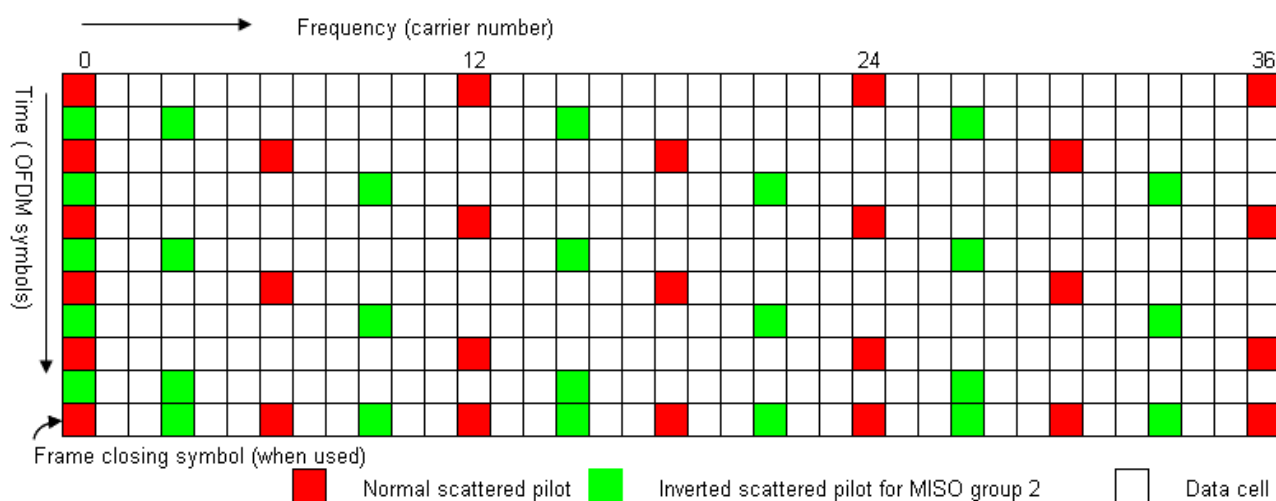 Frequency (carrier number)
0 12 24 36
Time ( OFDM symbols)
Frame closing symbol (when used)
Normal scattered pilot Inverted scattered pilot for MISO group 2 Data cell